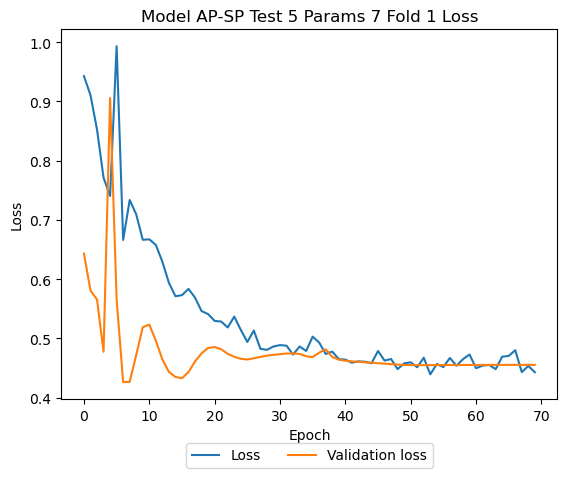 Model AP-SP Test 5 Params 7 Fold 1 Loss
1.0
0.9
0.8
0.7
0.6
0.5
0.4
Loss
0 10 20 30 40 50 60 70
Epoch
Loss Validation loss